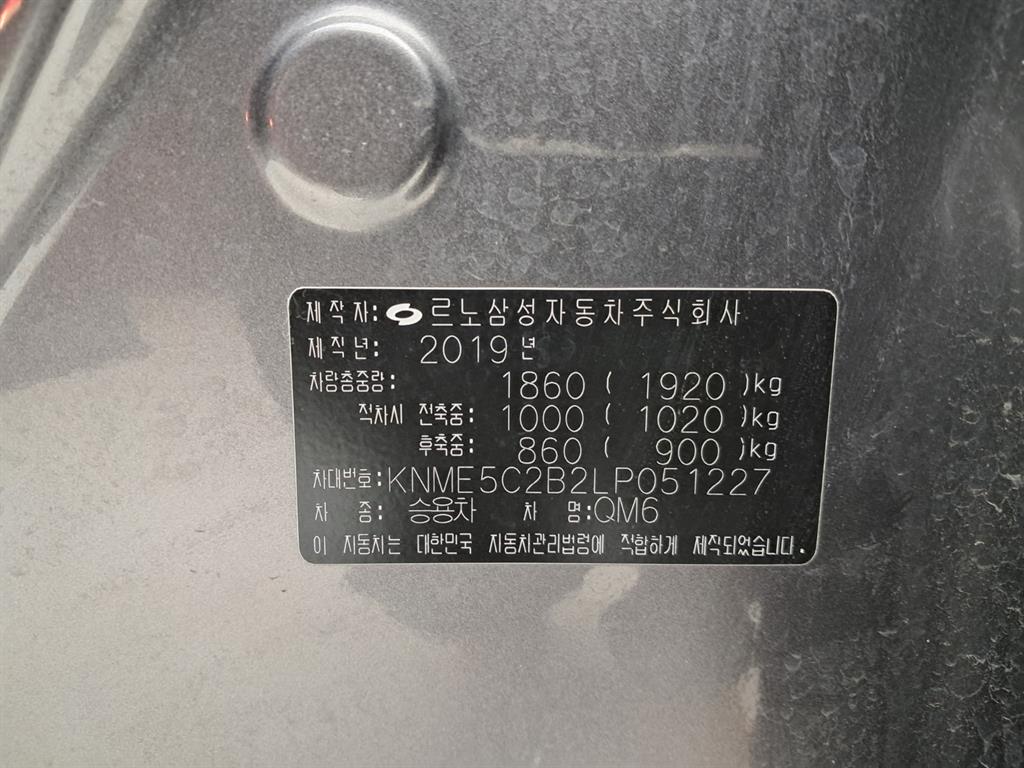 제작자: 르노삼성자동차주식회사
제작년: 2019 년
차량총중량: 1860 ( 1920 )kg
적차시 전축중: 1000 ( 1020 )kg
후축중: 860 ( 900 )kg
차대번호: KNME5C2B2LP051227
차 종: 승용차 차 명: QM6
이 자동차는 대한민국 자동차관리법령에 적합하게 제작되었습니다.